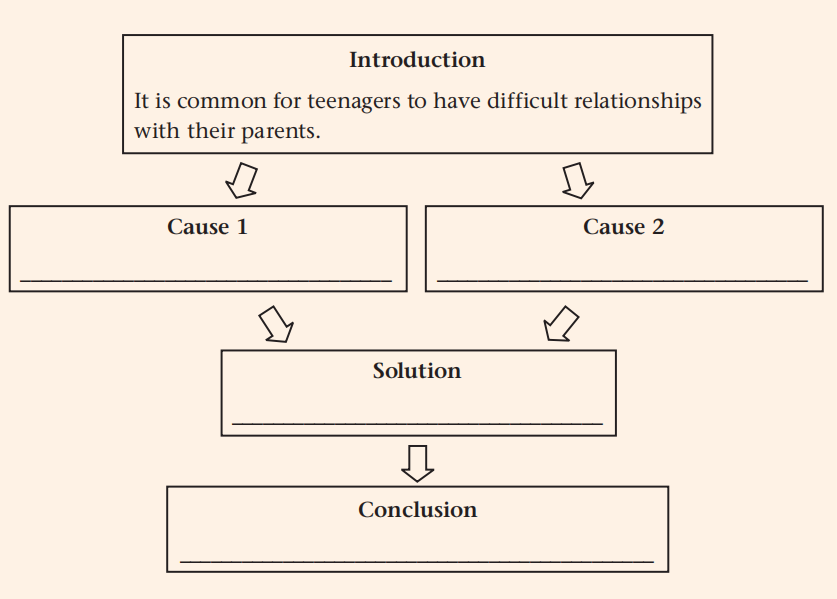 Introduction
It is common for teenagers to have difficult relationships
with their parents.
Cause 1
Cause 2
Solution
Conclusion